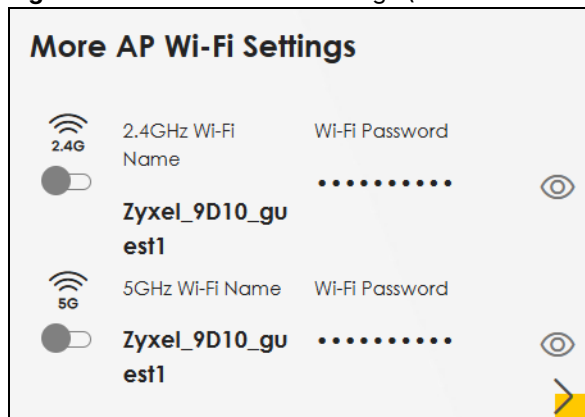 More AP Wi-Fi Settings
2.4G
2.4GHz Wi-Fi Wi-Fi Password
Name
••••••••••
Zyxel_9D10_gu
est1
5G
5GHz Wi-Fi Name Wi-Fi Password
Zyxel_9D10_gu ••••••••••
est1